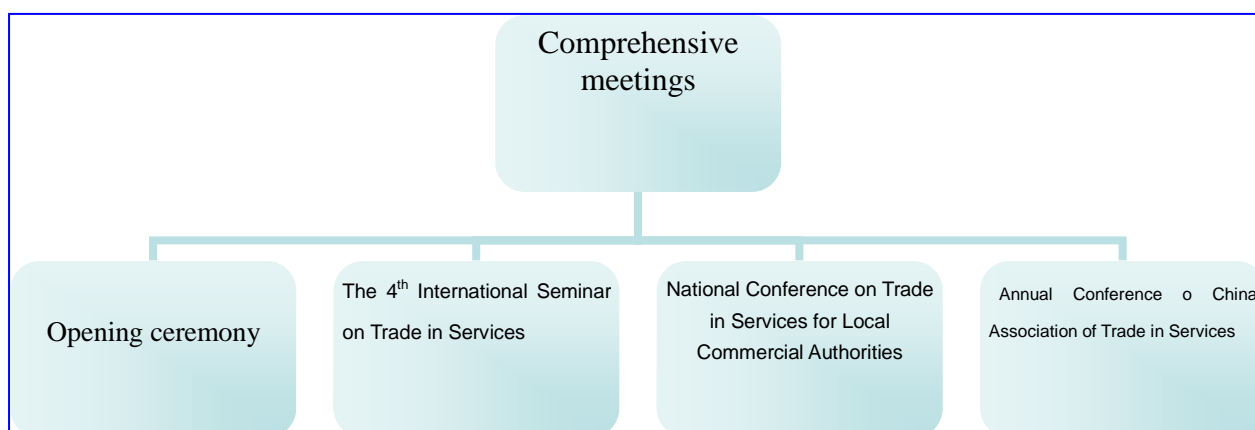 Comprehensive
meetings
Opening ceremony
The 4th International Seminar
on Trade in Services
National Conference on Trade
in Services for Local
Commercial Authorities
Annual Conference o China
Association of Trade in Services